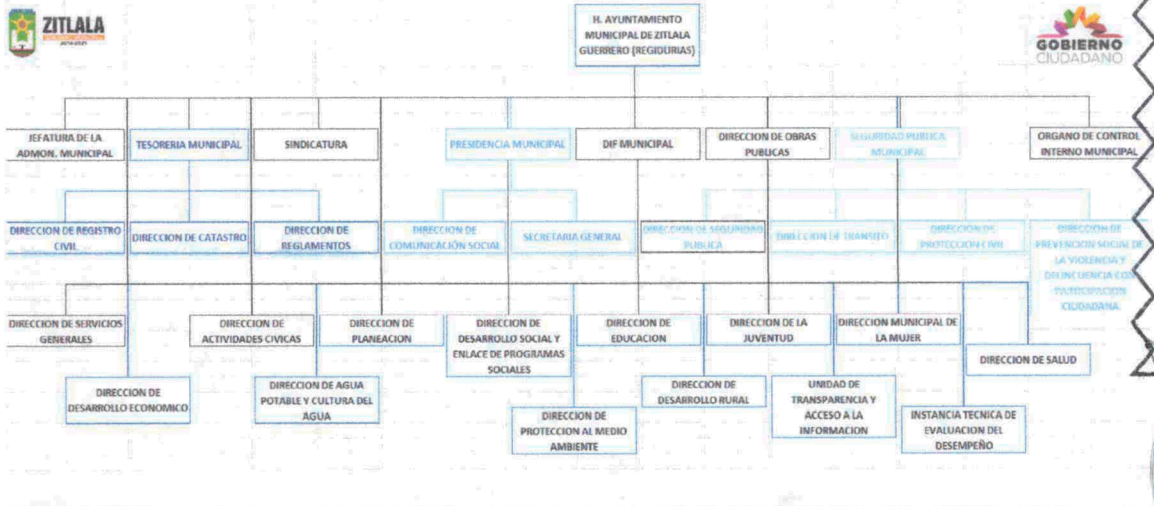 ZITLALA
H. AYUNTAMIENTO
MUNICIPAL DE ZITLALA
GUERRERO (REGIDURIAS)
GOBIERNO
CIUDADANO
JEFATURA DE LA
ADMON. MUNICIPAL
TESORERIA MUNICIPAL
SINDICATURA
PRESIDENCIA MUNICIPAL
DIF MUNICIPAL
DIRECCION DE OBRAS
PUBLICAS
SEGURIDAD PUBLICA
MUNICIPAL
ORGANO DE CONTROL
INTERNO MUNICIPAL
DIRECCION DE REGISTRO
CIVIL
DIRECCION DE CATASTRO
DIRECCION DE
REGLAMENTOS
DIRECCION DE
COMUNICACIÓN SOCIAL
SECRETARIA GENERAL
DIRECCION DE SEGURIDAD
PUBLICA
DIRECCION DE TRANSITO
DIRECCION DE
PROTECCION CIVIL
DIRECCION DE
PREVENCION SOCIAL DE
LA VIOLENCIA Y
DELINCUENCIA CON
PARTICIPACION
CIUDADANA
DIRECCION DE SERVICIOS
GENERALES
DIRECCION DE
ACTIVIDADES CIVICAS
DIRECCION DE
PLANEACION
DIRECCION DE
DESARROLLO SOCIAL Y
ENLACE DE PROGRAMAS
SOCIALES
DIRECCION DE
EDUCACION
DIRECCION DE LA
JUVENTUD
DIRECCION MUNICIPAL DE
LA MUJER
DIRECCION DE SALUD
DIRECCION DE
DESARROLLO ECONOMICO
DIRECCION DE AGUA
POTABLE Y CULTURA DEL
AGUA
DIRECCION DE
PROTECCION AL MEDIO
AMBIENTE
DIRECCION DE
DESARROLLO RURAL
UNIDAD DE
TRANSPARENCIA Y
ACCESO A LA
INFORMACION
INSTANCIA TECNICA DE
EVALUACION DEL
DESEMPEÑO